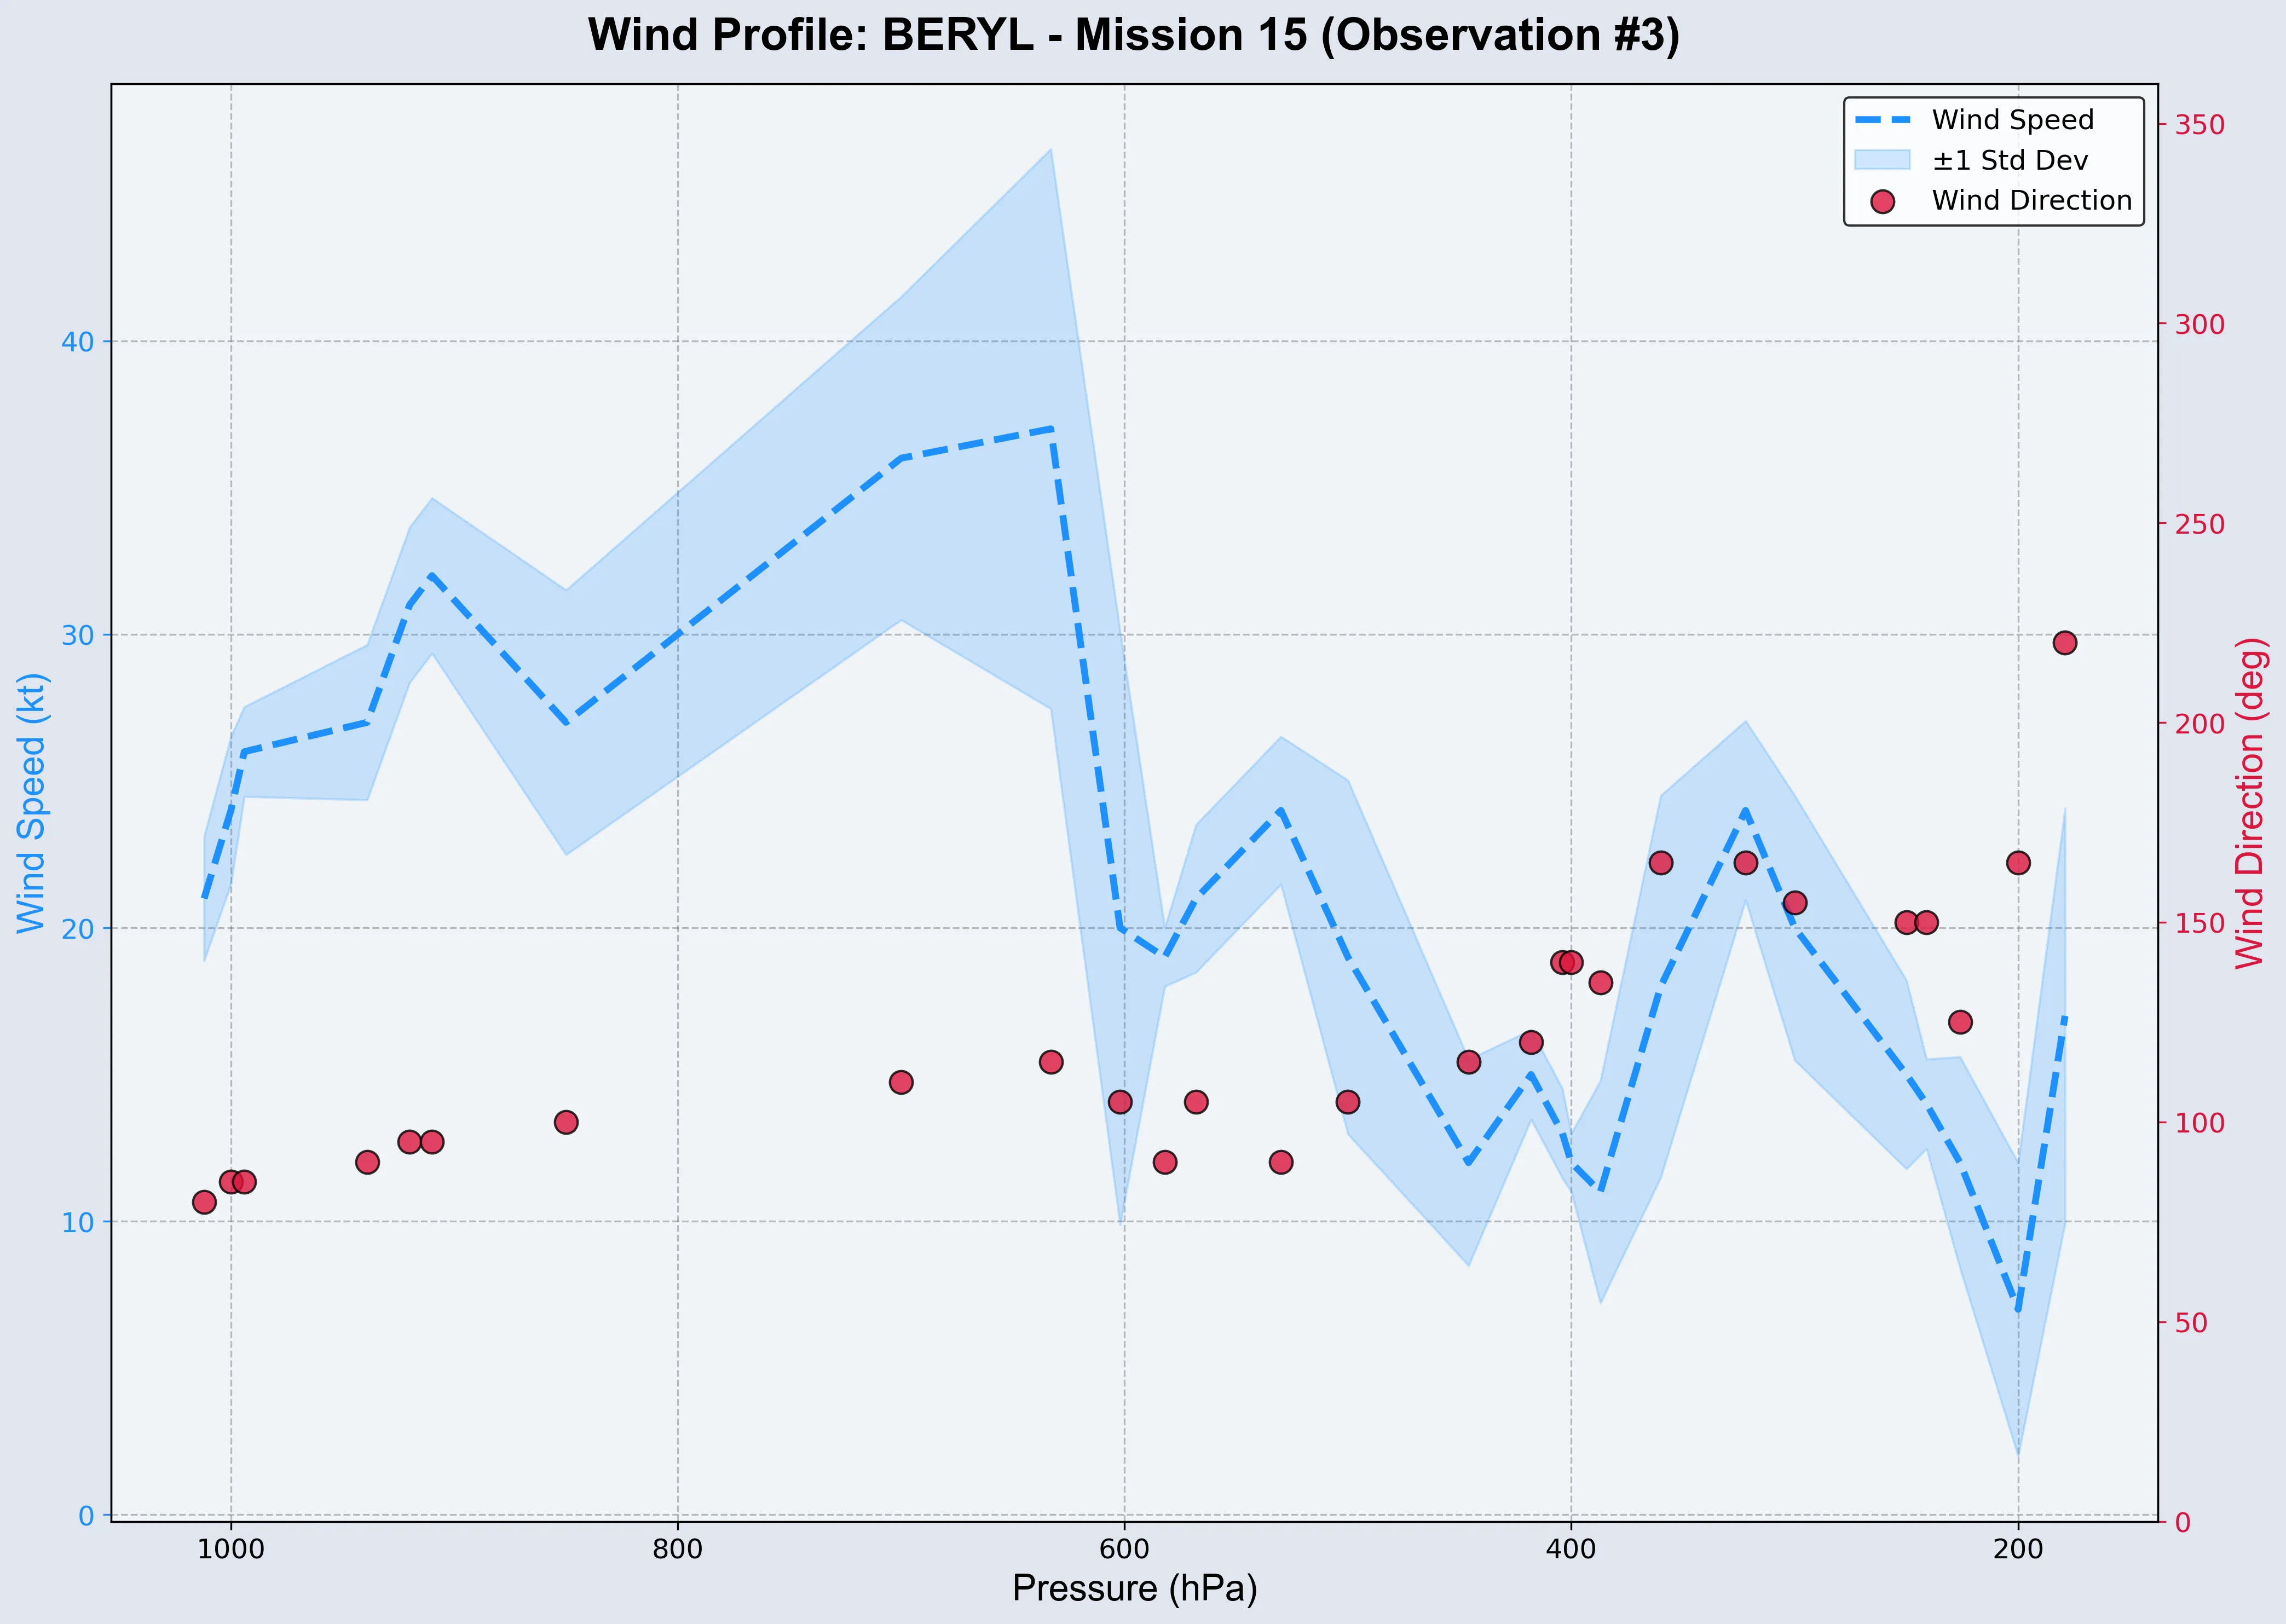 Wind Profile: BERYL - Mission 15 (Observation #3)
Wind Speed
±1 Std Dev
Wind Direction
Wind Speed (kt)
40
30
20
10
0
350
300
250
200
150
100
50
0
Wind Direction (deg)
1000 800 600 400 200
Pressure (hPa)